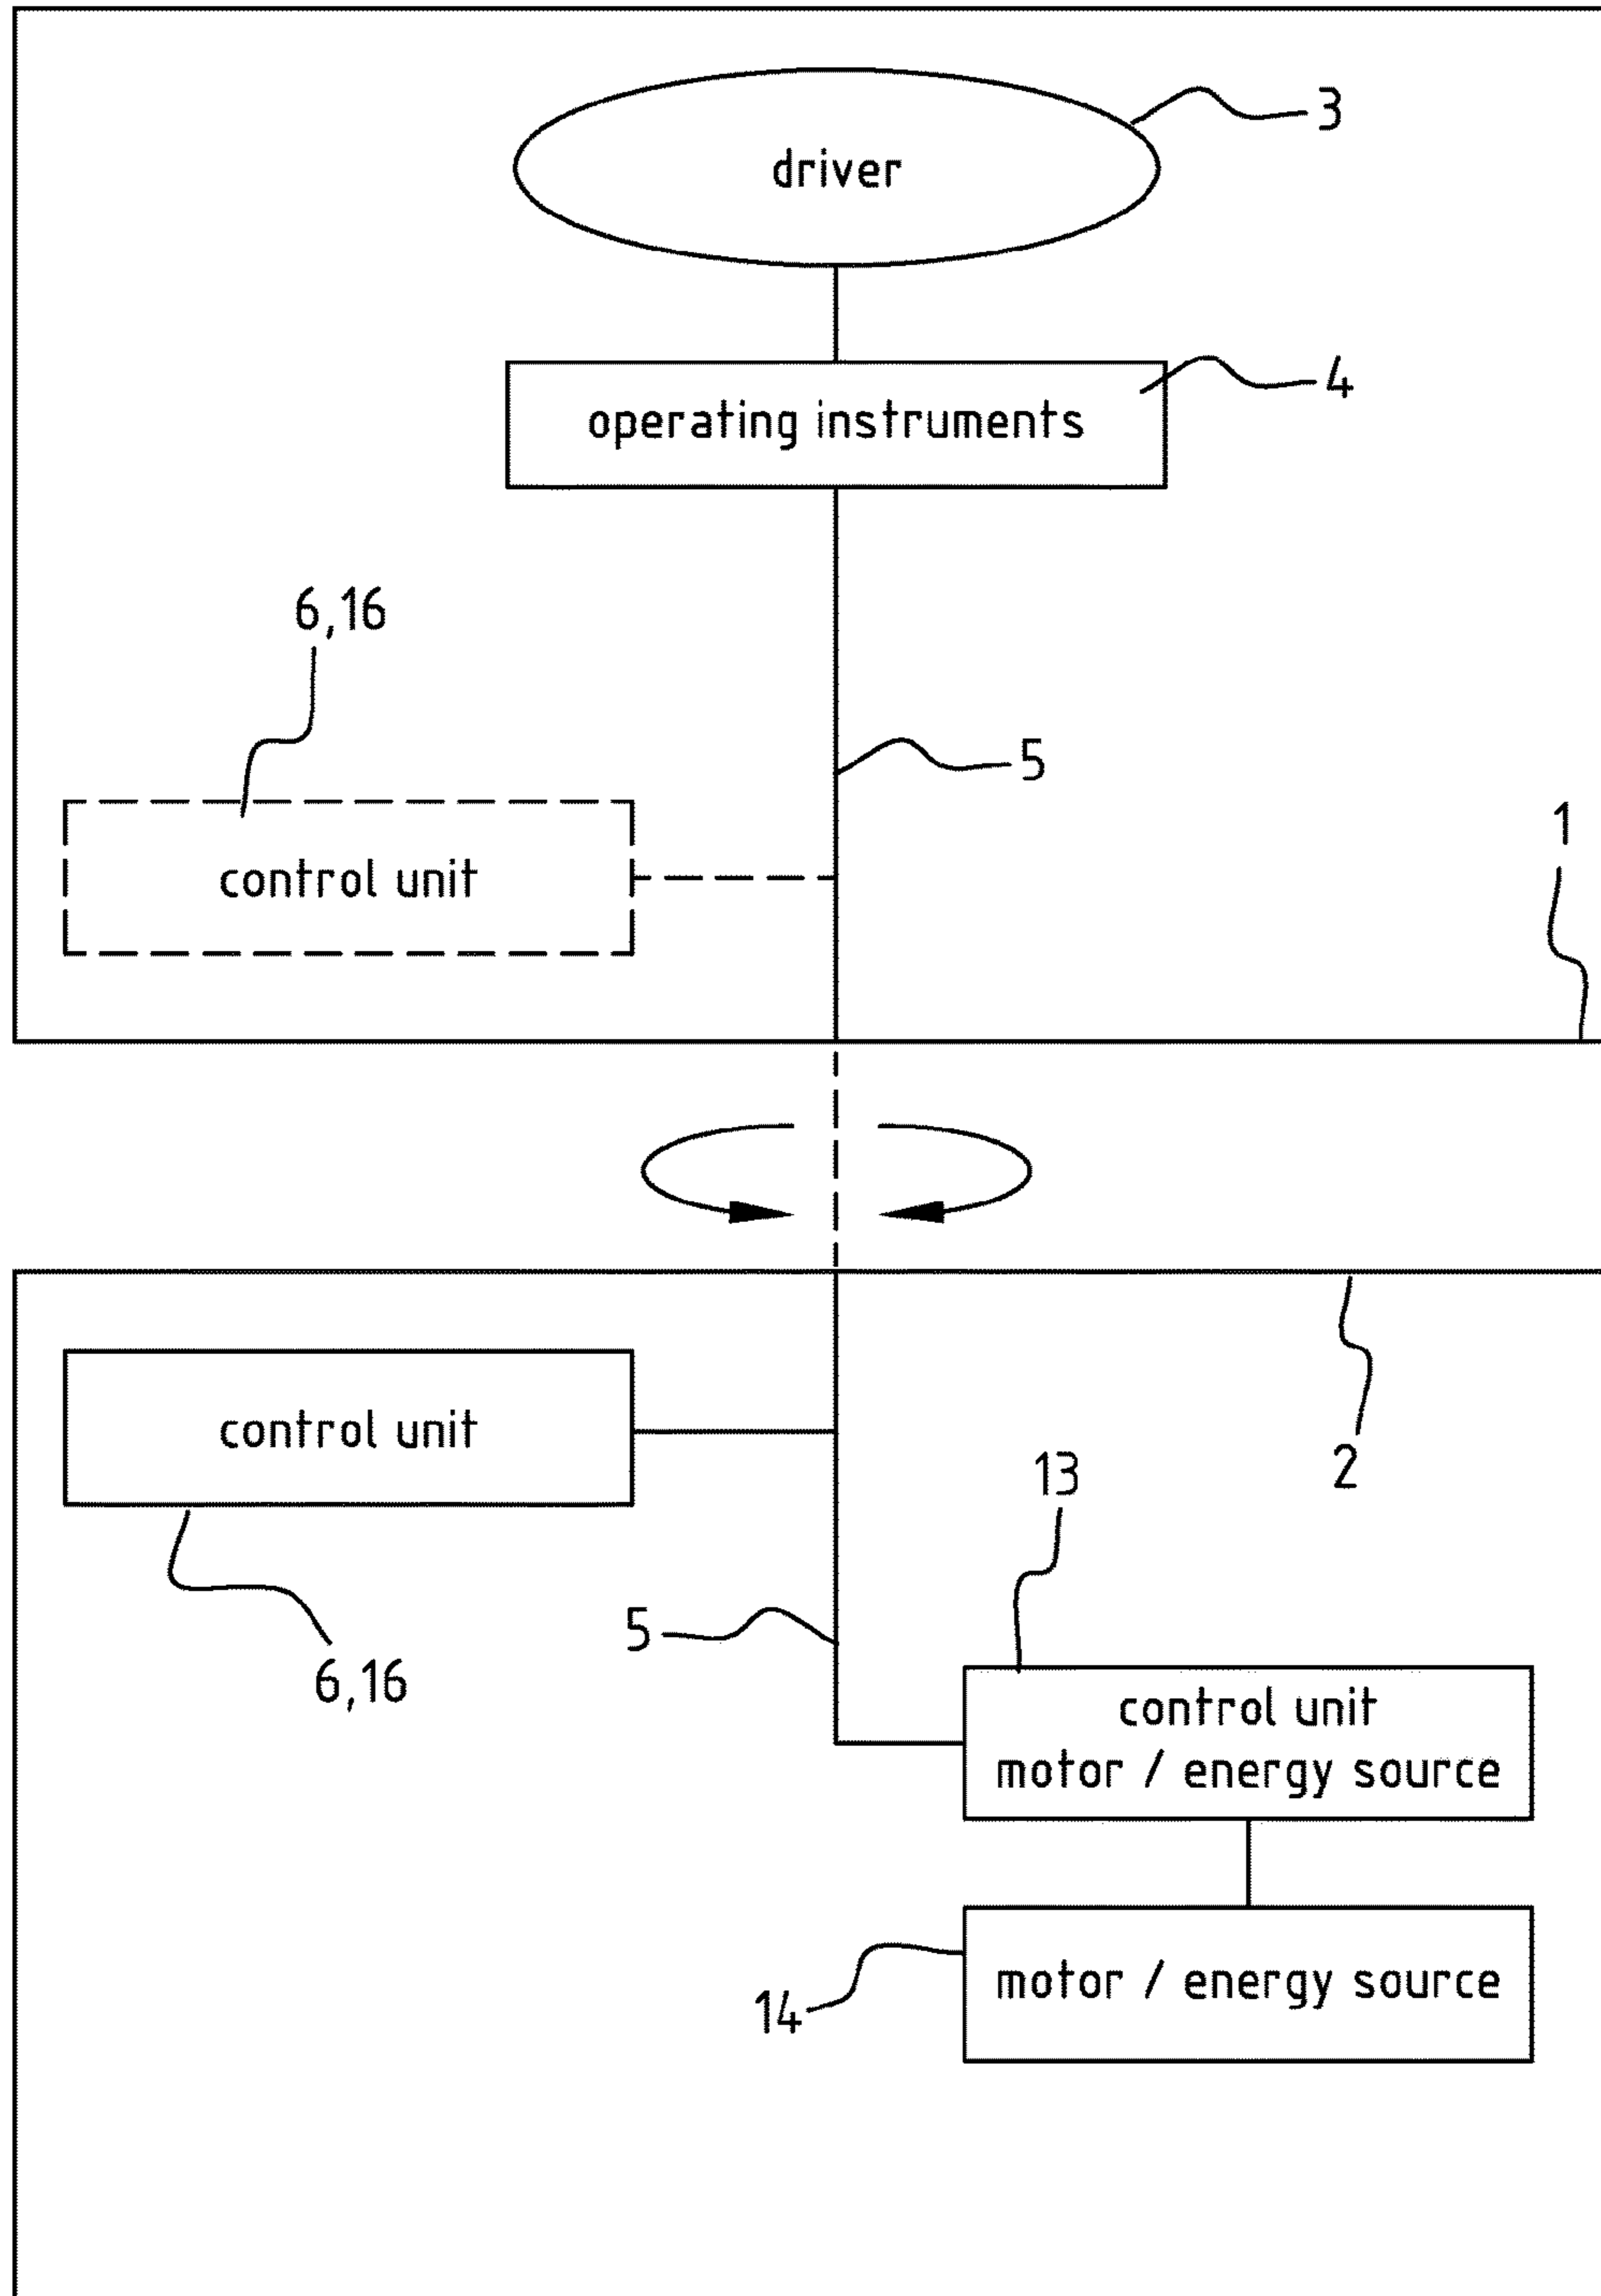 3
driver
4
operating instruments
6,16
5
1
control unit
control unit
2
13
5
6,16
control unit
motor / energy source
14
motor / energy source